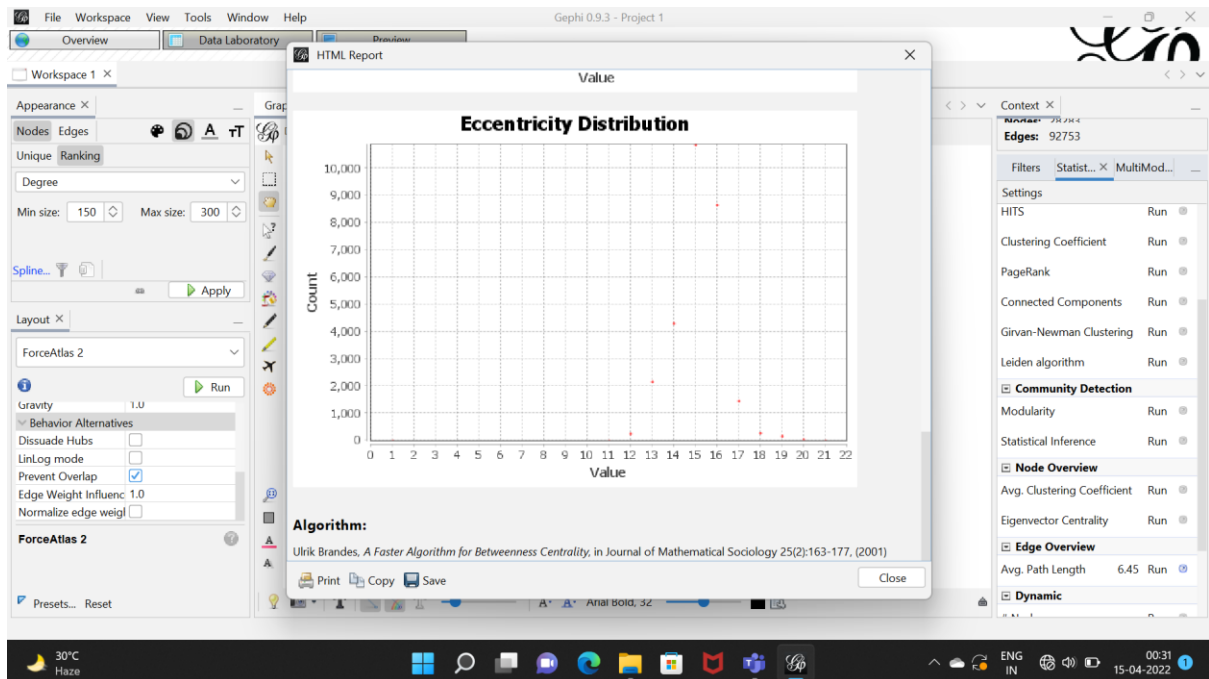 File Workspace View Tools Window Help
Gephi 0.9.3 - Project 1
Overview
Data Laboratory
Preview
HTML Report
Workspace 1
Value
Appearance
Nodes Edges
Unique Ranking
Degree
Min size: 150 Max size: 300
Spline...
Apply
Layout
ForceAtlas 2
Run
Gravity 1.0
Behavior Alternatives
Dissuade Hubs
LinLog mode
Prevent Overlap
Edge Weight Influenc 1.0
Normalize edge weigl
ForceAtlas 2
Presets... Reset
Grap
Eccentricity Distribution
10,000
9,000
8,000
7,000
6,000
5,000
4,000
3,000
2,000
1,000
0
Count
0 1 2 3 4 5 6 7 8 9 10 11 12 13 14 15 16 17 18 19 20 21 22
Value
Algorithm:
Ulrik Brandes, A Faster Algorithm for Betweenness Centrality, in Journal of Mathematical Sociology 25(2):163-177, (2001)
Print Copy Save
Close
Arial Bold, 32
Context
Nodes: 28283
Edges: 92753
Filters Statist... MultiMod...
Settings
HITS Run
Clustering Coefficient Run
PageRank Run
Connected Components Run
Girvan-Newman Clustering Run
Leiden algorithm Run
Community Detection
Modularity Run
Statistical Inference Run
Node Overview
Avg. Clustering Coefficient Run
Eigenvector Centrality Run
Edge Overview
Avg. Path Length 6.45 Run
Dynamic
30°C
Haze
ENG
IN
00:31
15-04-2022
1